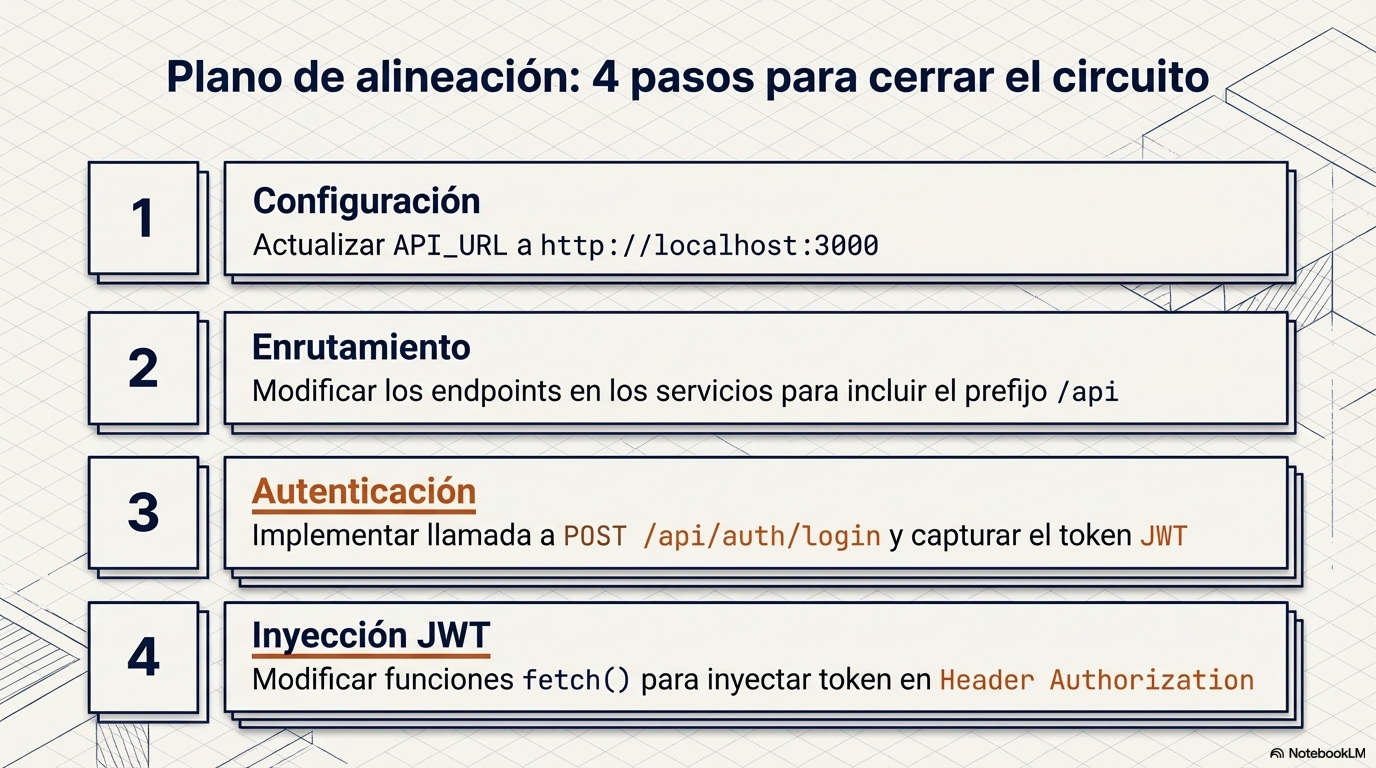 Plano de alineación: 4 pasos para cerrar el circuito
1
Configuración
Actualizar API_URL a http://localhost:3000
2
Enrutamiento
Modificar los endpoints en los servicios para incluir el prefijo /api
3
Autenticación
Implementar llamada a POST /api/auth/login y capturar el token JWT
4
Inyección JWT
Modificar funciones fetch() para inyectar token en Header Authorization
NotebookLM